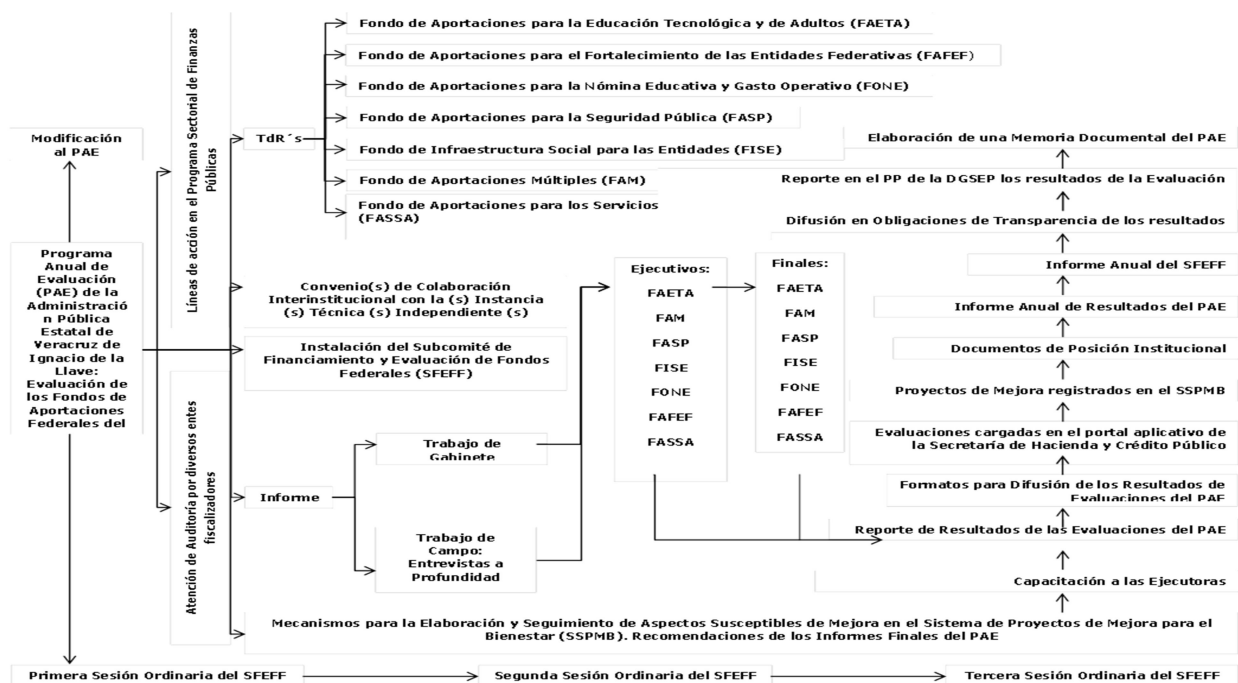 Modificación
al PAE
Programa
Anual de
Evaluación
(PAE) de la
Administració
n Pública
Estatal de
Veracruz de
Ignacio de la
Llave:
Evaluación de
los Fondos de
Aportaciones
Federales del
Líneas de acción en el Programa Sectorial de Finanzas
Públicas
Atención de Auditoría por diversos entes
fiscalizadores
TdR´s
Fondo de Aportaciones para la Educación Tecnológica y de Adultos (FAETA)
Fondo de Aportaciones para el Fortalecimiento de las Entidades Federativas (FAFEF)
Fondo de Aportaciones para la Nómina Educativa y Gasto Operativo (FONE)
Fondo de Aportaciones para la Seguridad Pública (FASP)
Fondo de Infraestructura Social para las Entidades (FISE)
Fondo de Aportaciones Múltiples (FAM)
Fondo de Aportaciones para los Servicios
(FASSA)
Convenio(s) de Colaboración
Interinstitucional con la (s) Instancia
(s) Técnica (s) Independiente (s)
Instalación del Subcomité de
Financiamiento y Evaluación de Fondos
Federales (SFEFF)
Informe
Trabajo de
Gabinete
Trabajo de
Campo:
Entrevistas a
Profundidad
Ejecutivos:
FAETA
FAM
FASP
FISE
FONE
FAFEF
FASSA
Finales:
FAETA
FAM
FASP
FISE
FONE
FAFEF
FASSA
Elaboración de una Memoria Documental del PAE
Reporte en el PP de la DGSEP los resultados de la Evaluación
Difusión en Obligaciones de Transparencia de los resultados
Informe Anual del SFEFF
Informe Anual de Resultados del PAE
Documentos de Posición Institucional
Proyectos de Mejora registrados en el SSPMB
Evaluaciones cargadas en el portal aplicativo de
la Secretaría de Hacienda y Crédito Público
Formatos para Difusión de los Resultados de
Evaluaciones del PAE
Reporte de Resultados de las Evaluaciones del PAE
Capacitación a las Ejecutoras
Mecanismos para la Elaboración y Seguimiento de Aspectos Susceptibles de Mejora en el Sistema de Proyectos de Mejora para el
Bienestar (SSPMB). Recomendaciones de los Informes Finales del PAE
Primera Sesión Ordinaria del SFEFF
Segunda Sesión Ordinaria del SFEFF
Tercera Sesión Ordinaria del SFEFF